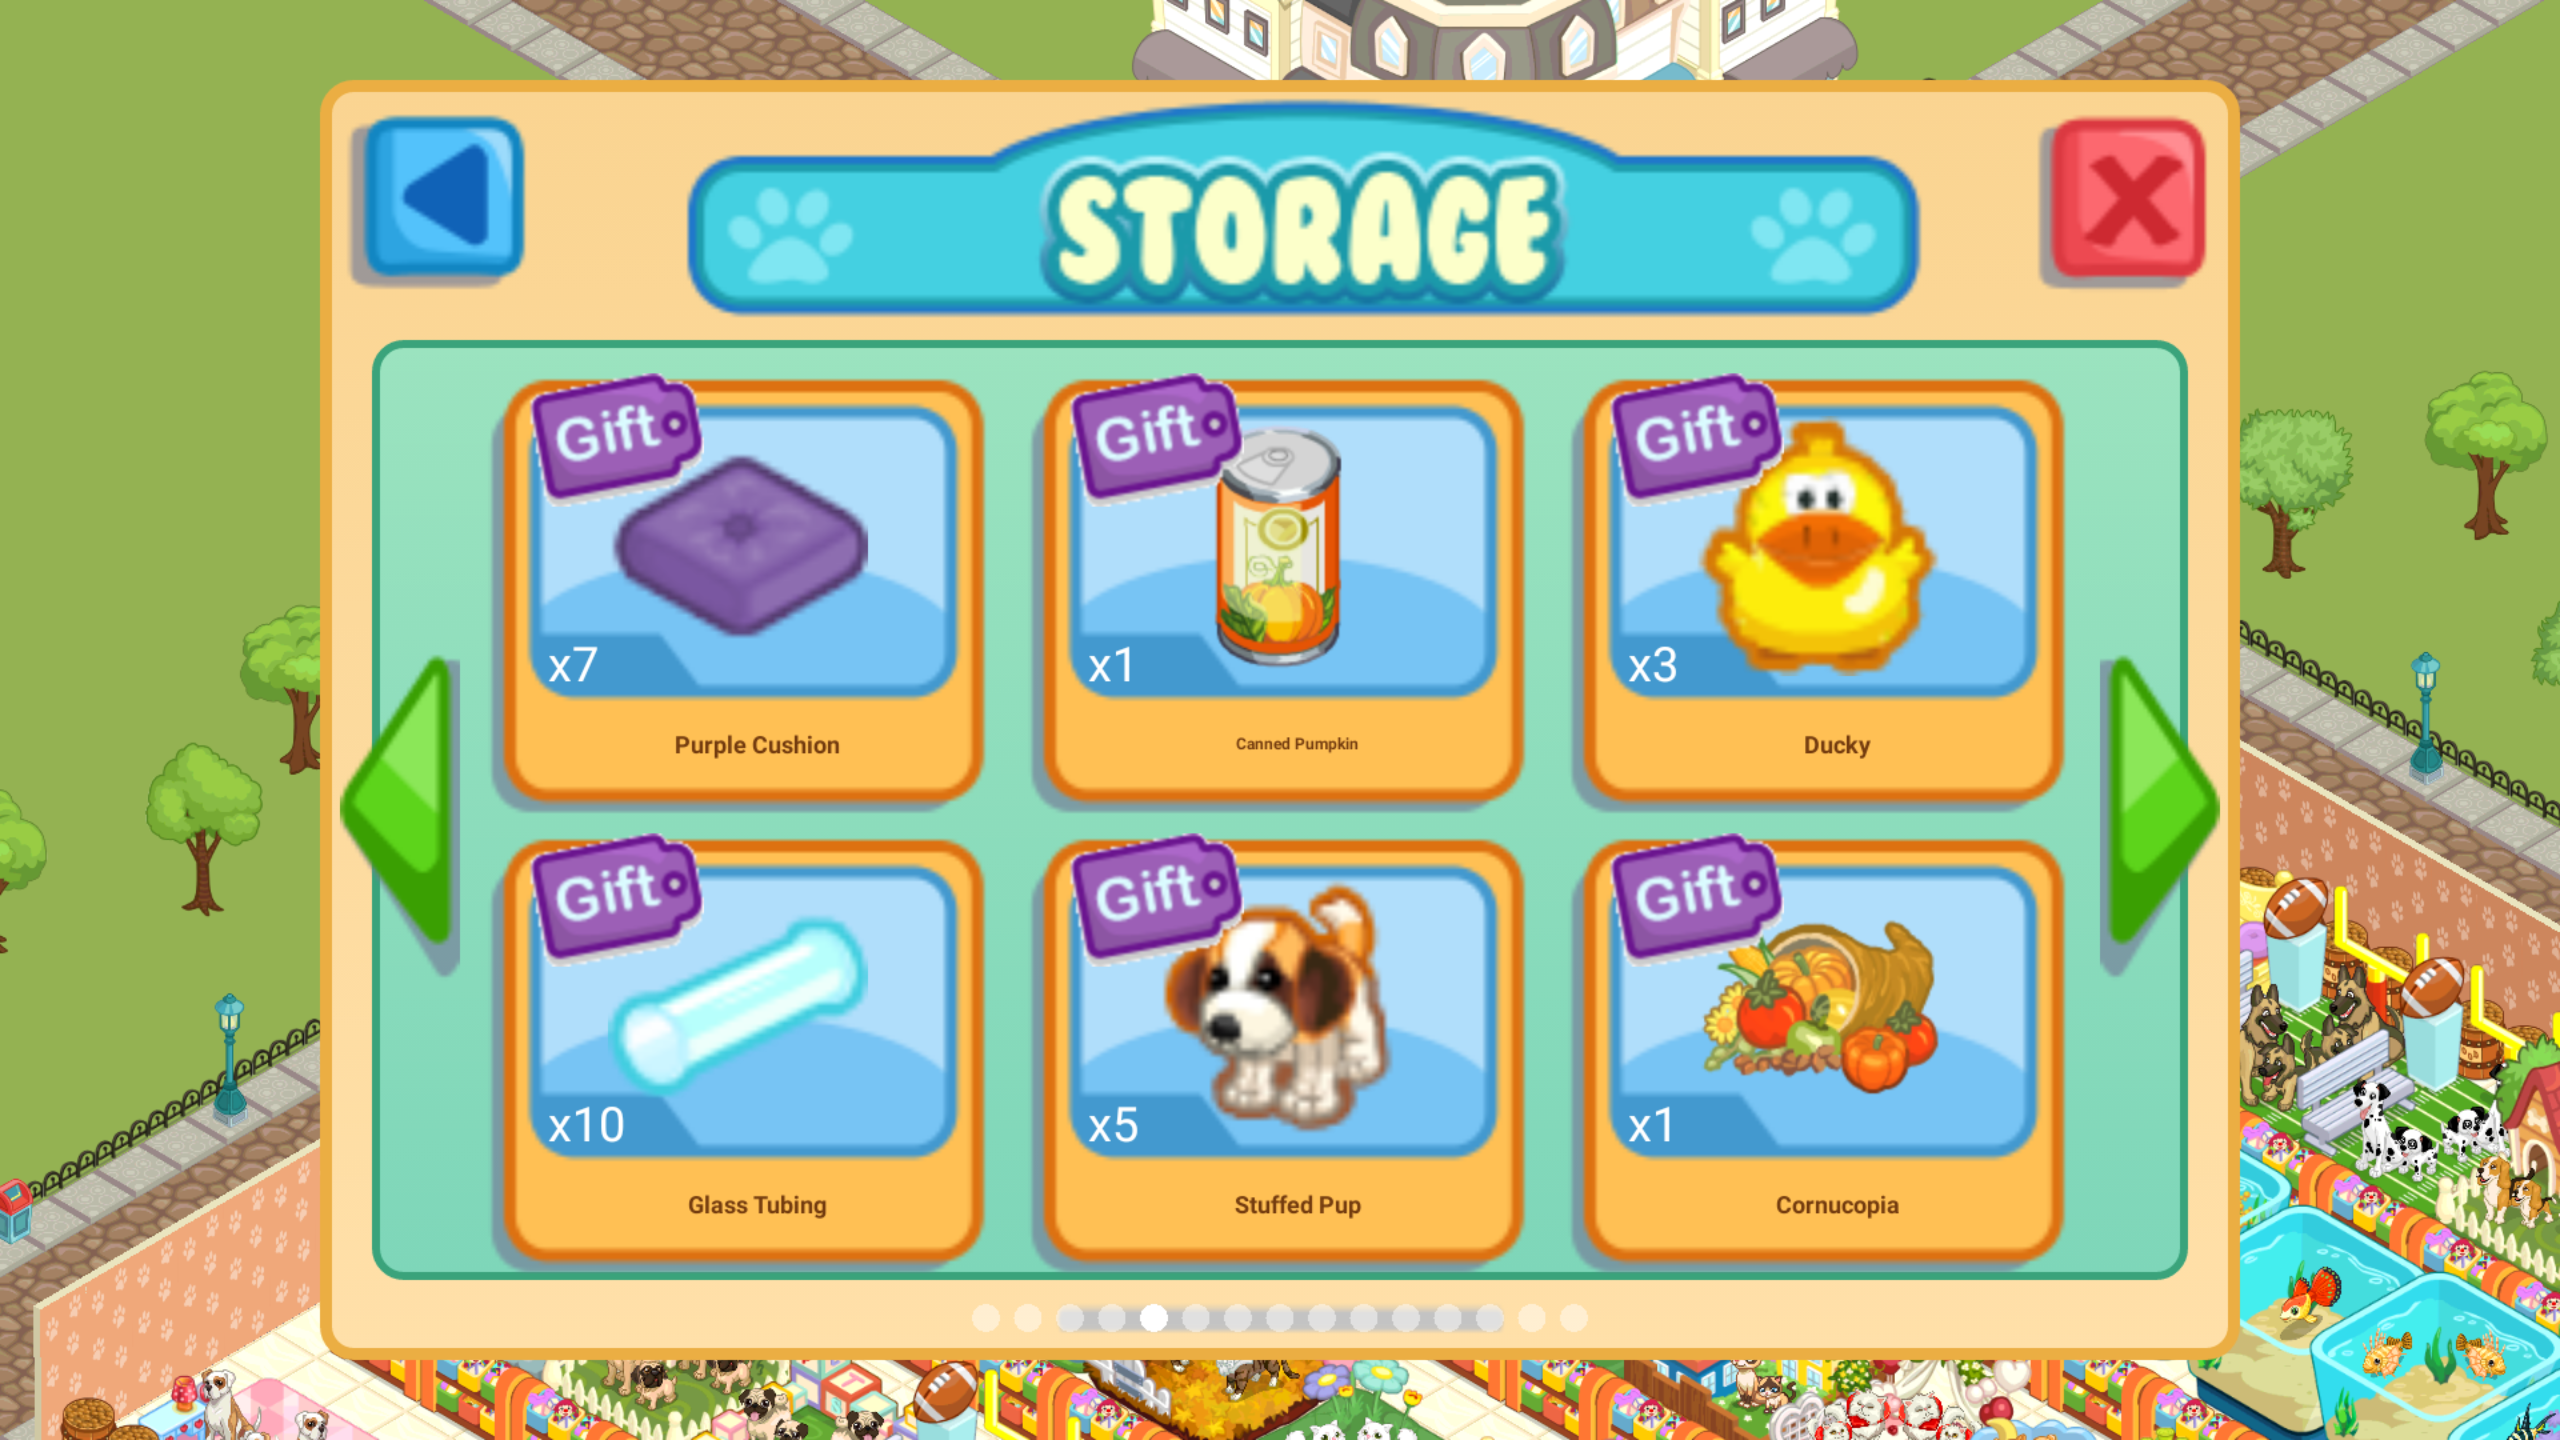 STORAGE
Gift
x7
Purple Cushion
Gift
x1
Canned Pumpkin
Gift
x3
Ducky
Gift
x10
Glass Tubing
Gift
x5
Stuffed Pup
Gift
x1
Cornucopia